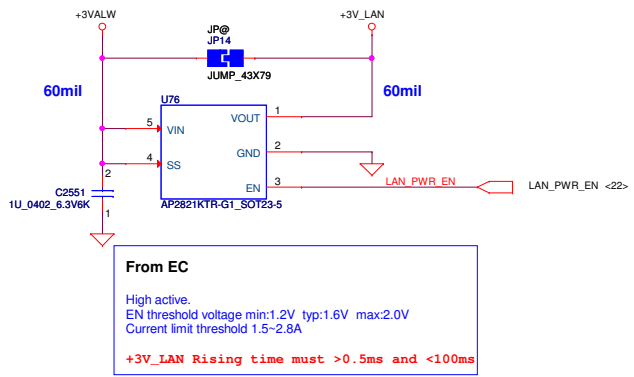 +3VALW
+3V_LAN
JP@
JP14
JUMP_43X79
60mil
60mil
U76
VOUT
1
5
VIN
GND
2
4
SS
EN
3
LAN_PWR_EN
LAN_PWR_EN <22>
2
C2551
1U_0402_6.3V6K
1
AP2821KTR-G1_SOT23-5
From EC
High active.
EN threshold voltage min:1.2V typ:1.6V max:2.0V
Current limit threshold 1.5~2.8A
+3V_LAN Rising time must >0.5ms and <100ms